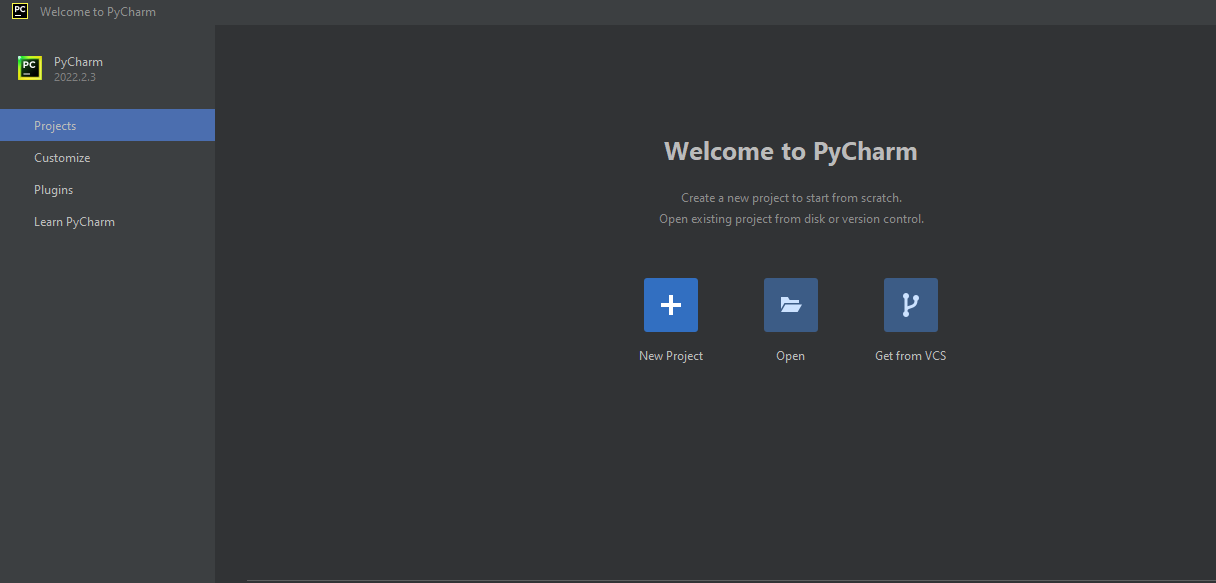 PC Welcome to PyCharm
PC PyCharm
2022.2.3
Projects
Customize
Plugins
Learn PyCharm
Welcome to PyCharm
Create a new project to start from scratch.
Open existing project from disk or version control.
New Project Open Get from VCS